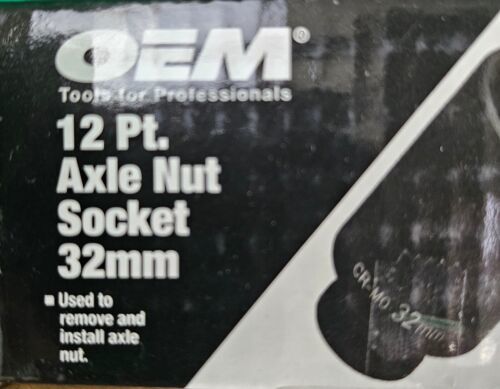 OEM®
Tools for Professionals
12 Pt.
Axle Nut
Socket
32mm
▪ Used to
remove and
install axle
nut.
CR-MO 32mm